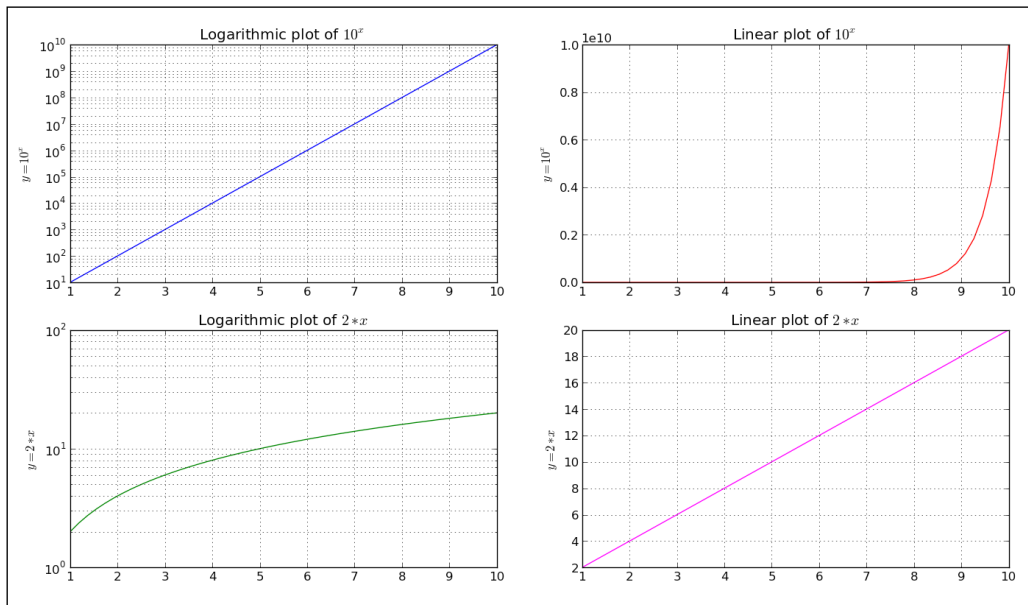 Logarithmic plot of 10^x
10^10
10^9
10^8
10^7
10^6
10^5
10^4
10^3
10^2
10^1
y = 10^x
1 2 3 4 5 6 7 8 9 10
Linear plot of 10^x
1e10
1.0
0.8
0.6
0.4
0.2
0.0
y = 10^x
1 2 3 4 5 6 7 8 9 10
Logarithmic plot of 2 * x
10^2
10^1
10^0
y = 2 * x
1 2 3 4 5 6 7 8 9 10
Linear plot of 2 * x
20
18
16
14
12
10
8
6
4
2
y = 2 * x
1 2 3 4 5 6 7 8 9 10